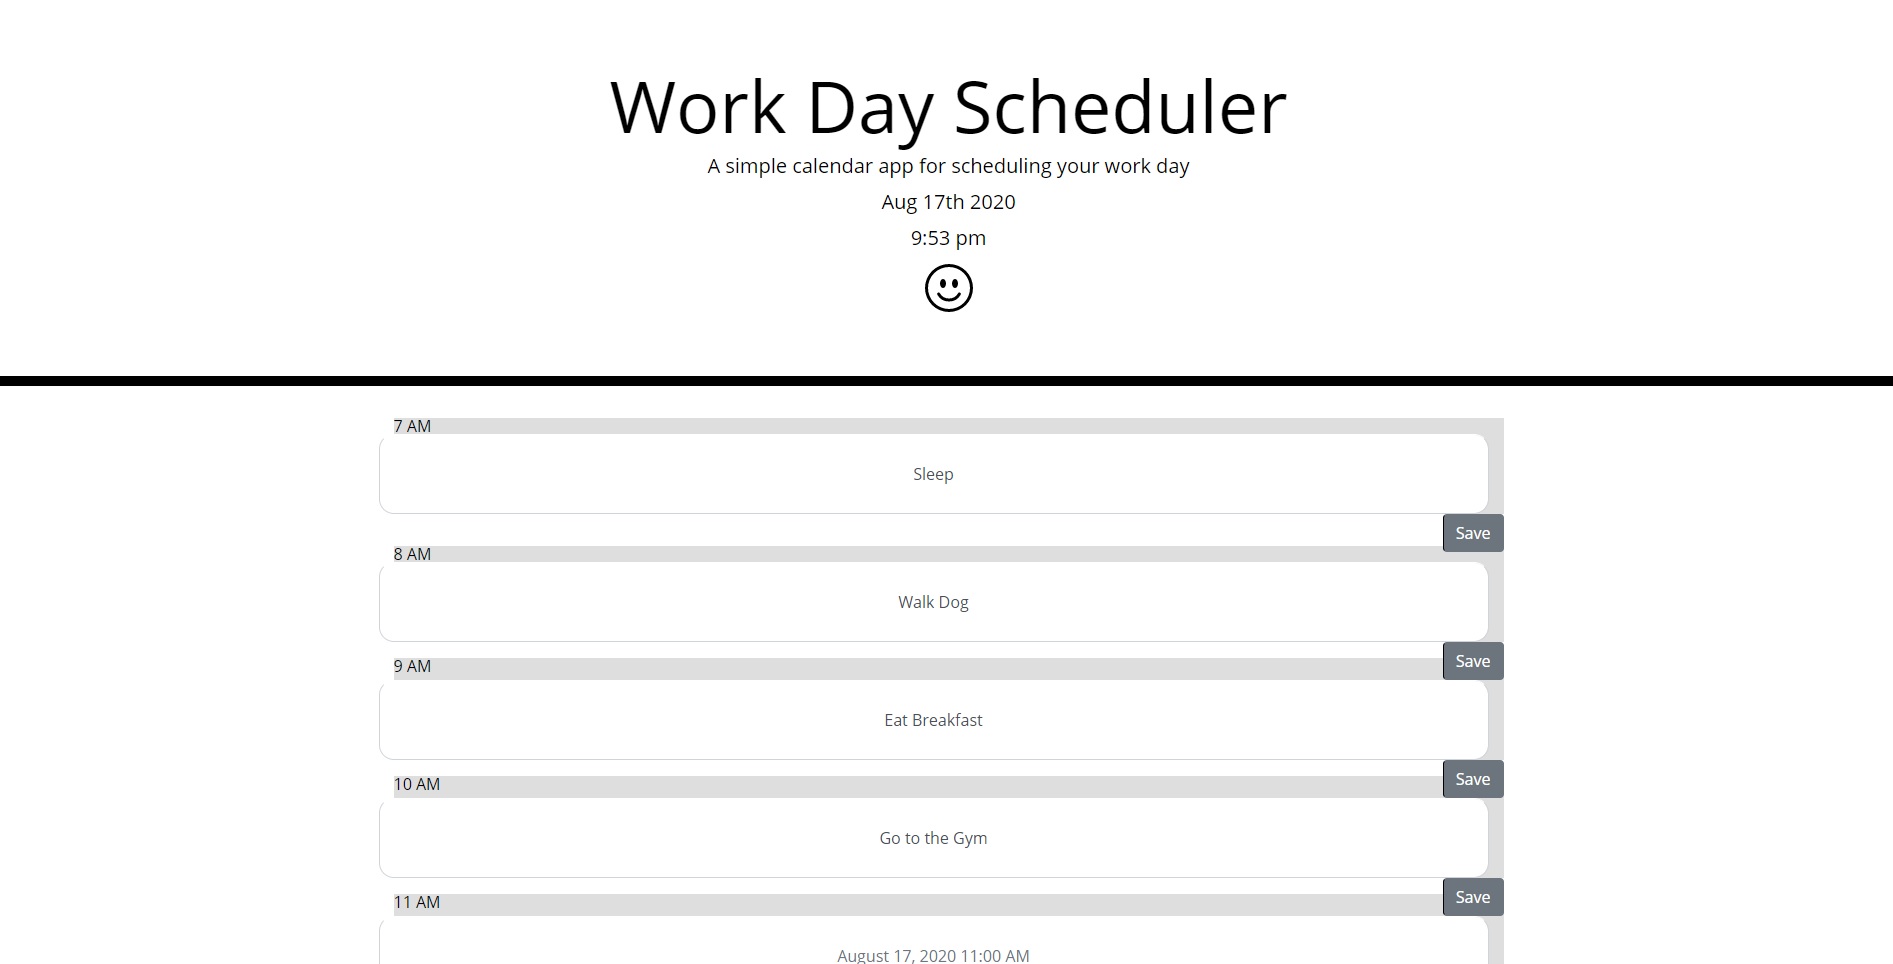 Work Day Scheduler
A simple calendar app for scheduling your work day
Aug 17th 2020
9:53 pm
7 AM
Sleep
Save
8 AM
Walk Dog
Save
9 AM
Eat Breakfast
Save
10 AM
Go to the Gym
Save
11 AM
August 17, 2020 11:00 AM